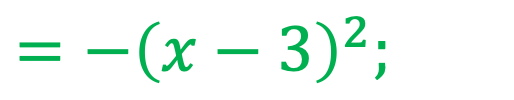 = −(𝑥 − 3)²;